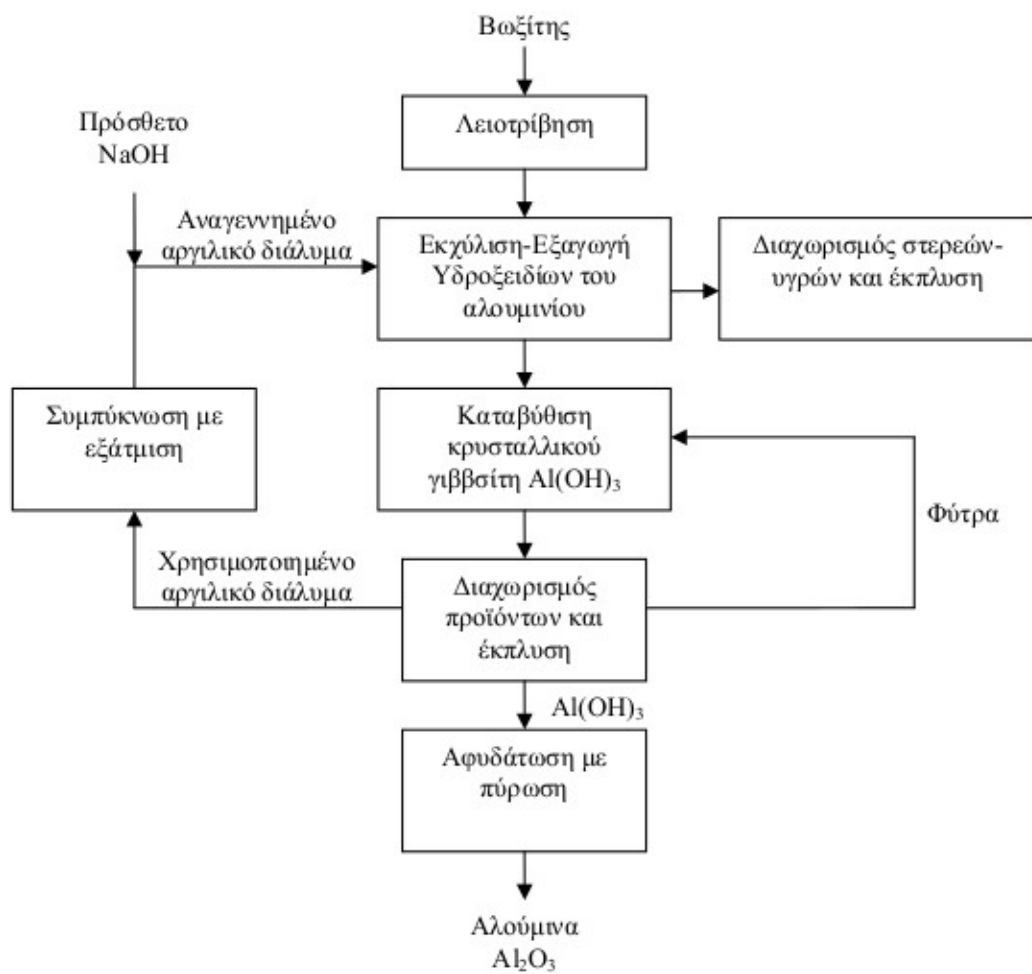 Βωξίτης
Λειοτρίβηση
Πρόσθετο
NaOH
Αναγεννημένο
αργιλικό διάλυμα
Εκχύλιση-Εξαγωγή
Υδροξειδίων του
αλουμινίου
Διαχωρισμός στερεών-
υγρών και έκπλυση
Συμπύκνωση με
εξάτμιση
Καταβύθιση
κρυσταλλικού
γιββσίτη Al(OH)₃
Φύτρα
Χρησιμοποιημένο
αργιλικό διάλυμα
Διαχωρισμός
προϊόντων και
έκπλυση
Al(OH)₃
Αφυδάτωση με
πύρωση
Αλούμινα
Al₂O₃